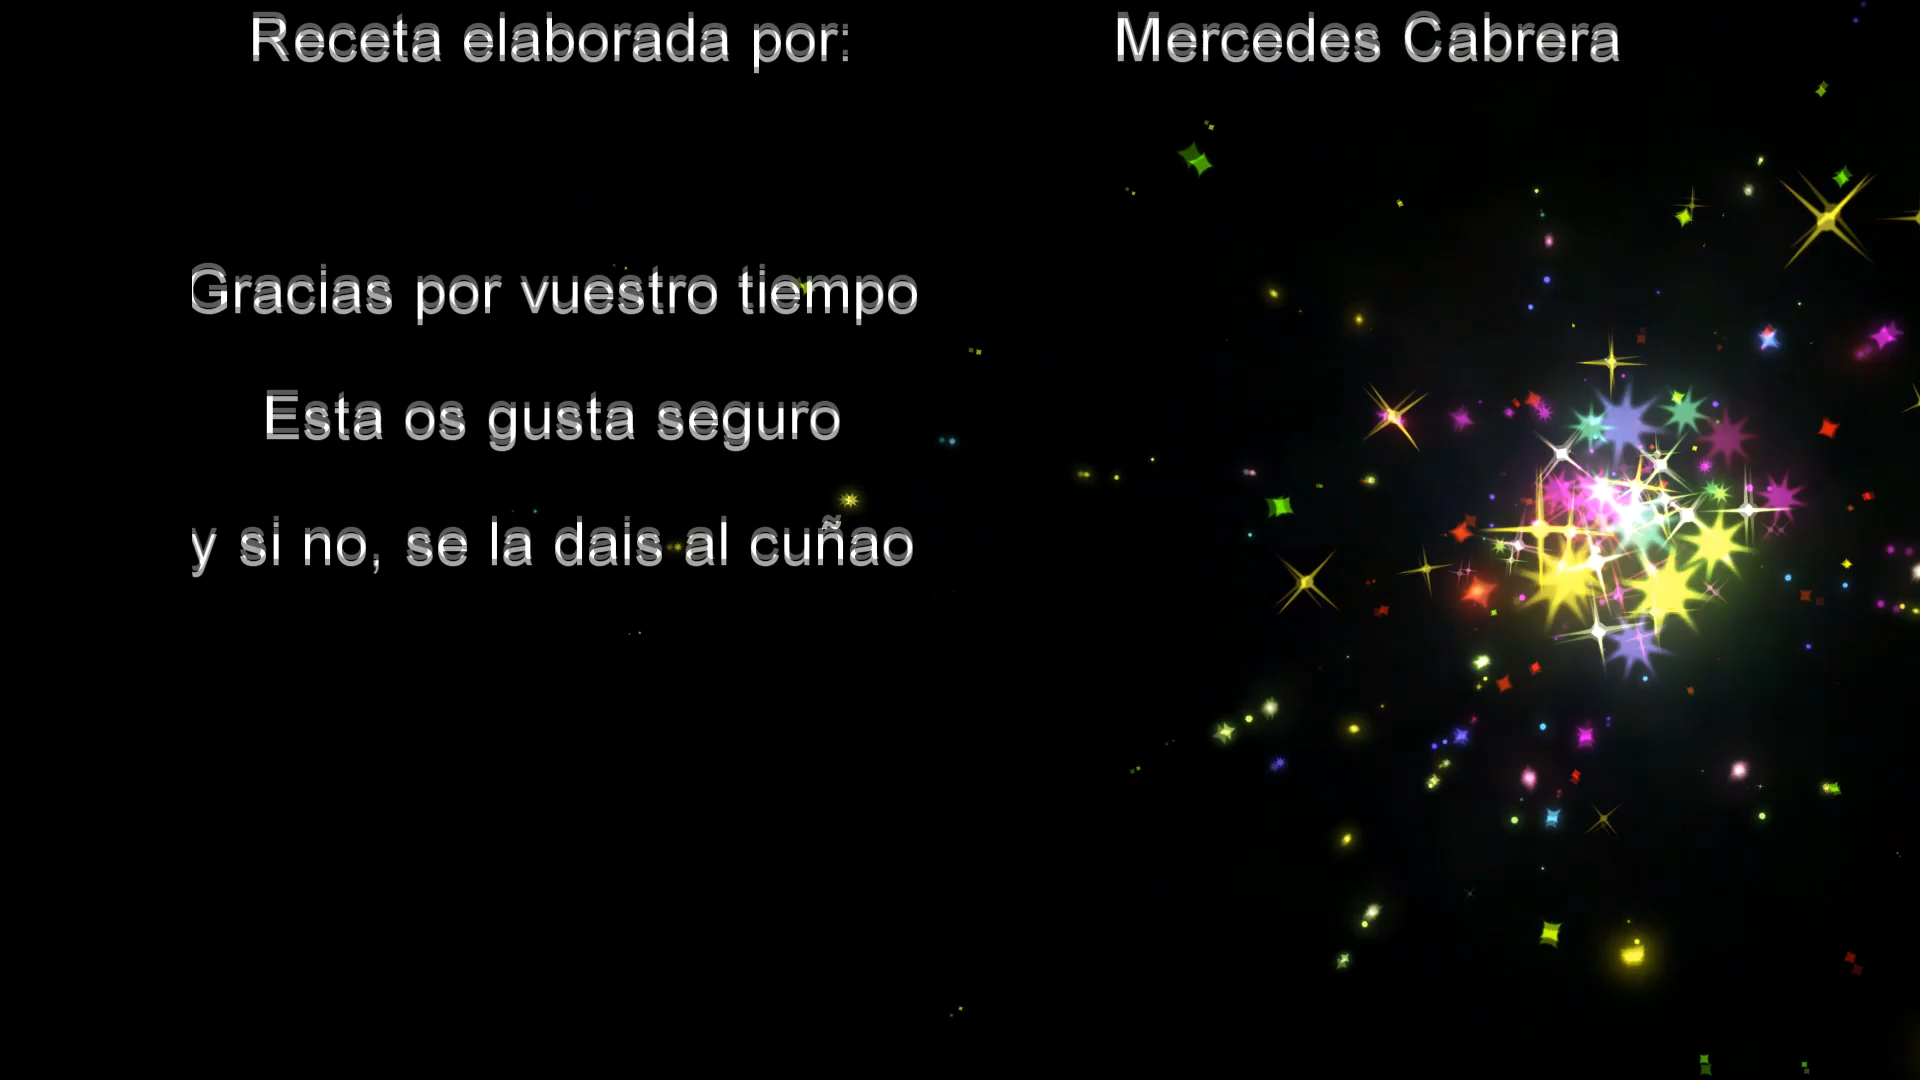 Receta elaborada por: Mercedes Cabrera
Gracias por vuestro tiempo
Esta os gusta seguro
y si no, se la dais al cuñao